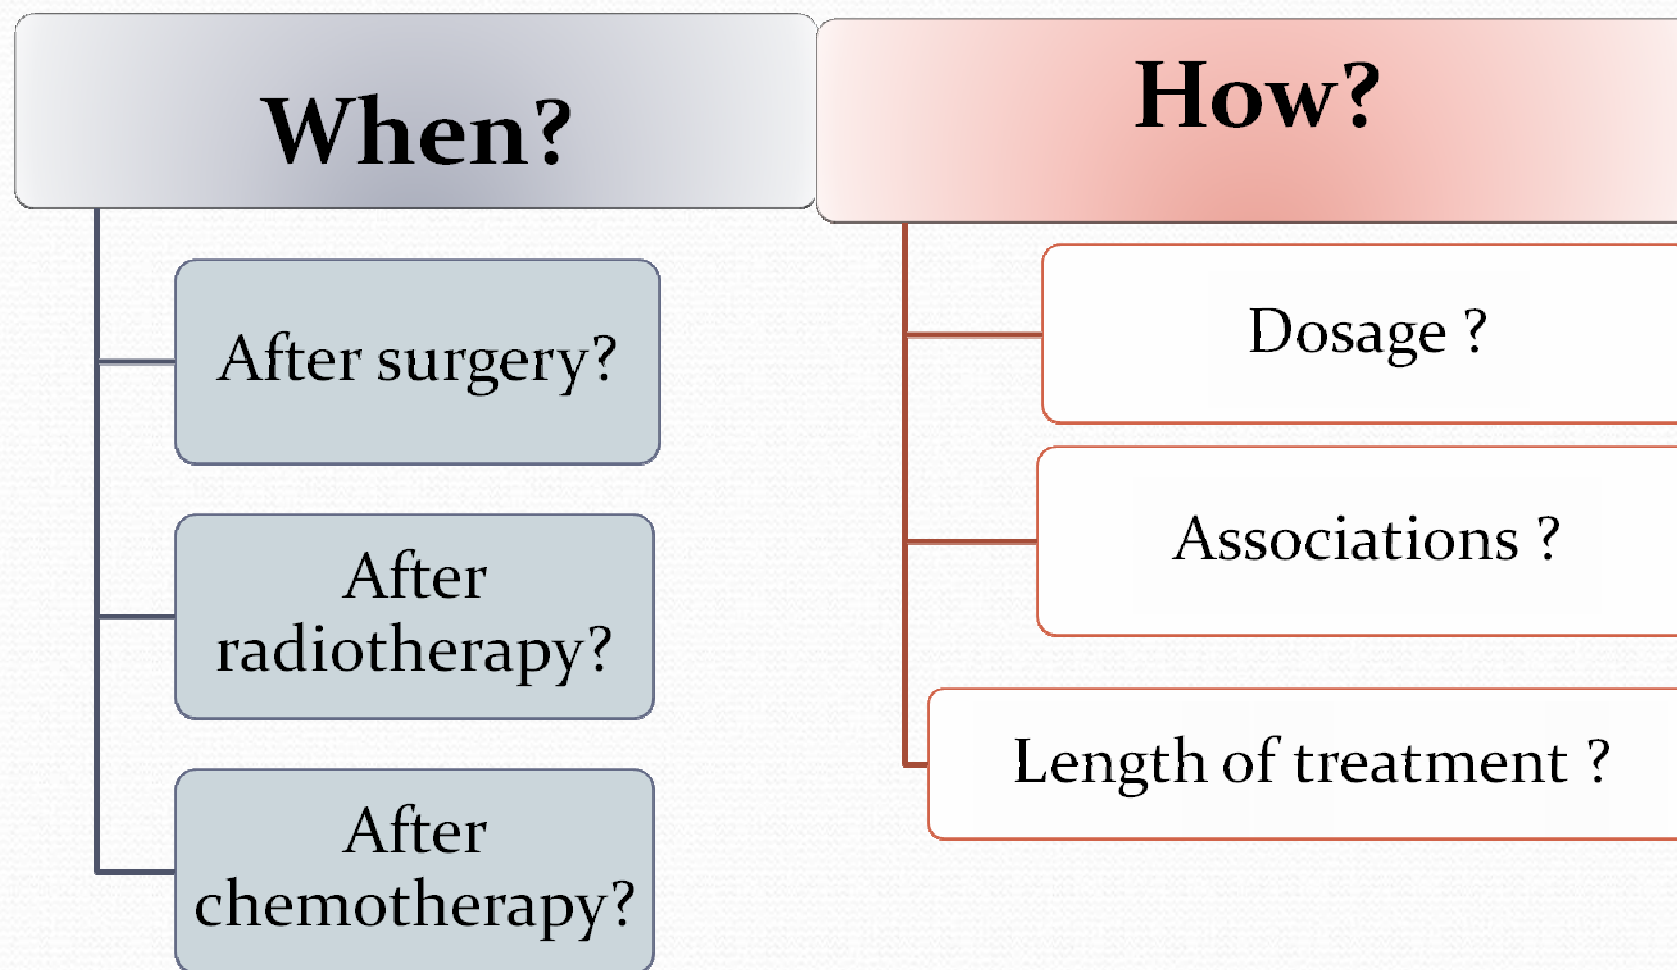 When?
After surgery?
After
radiotherapy?
After
chemotherapy?
How?
Dosage ?
Associations ?
Length of treatment ?